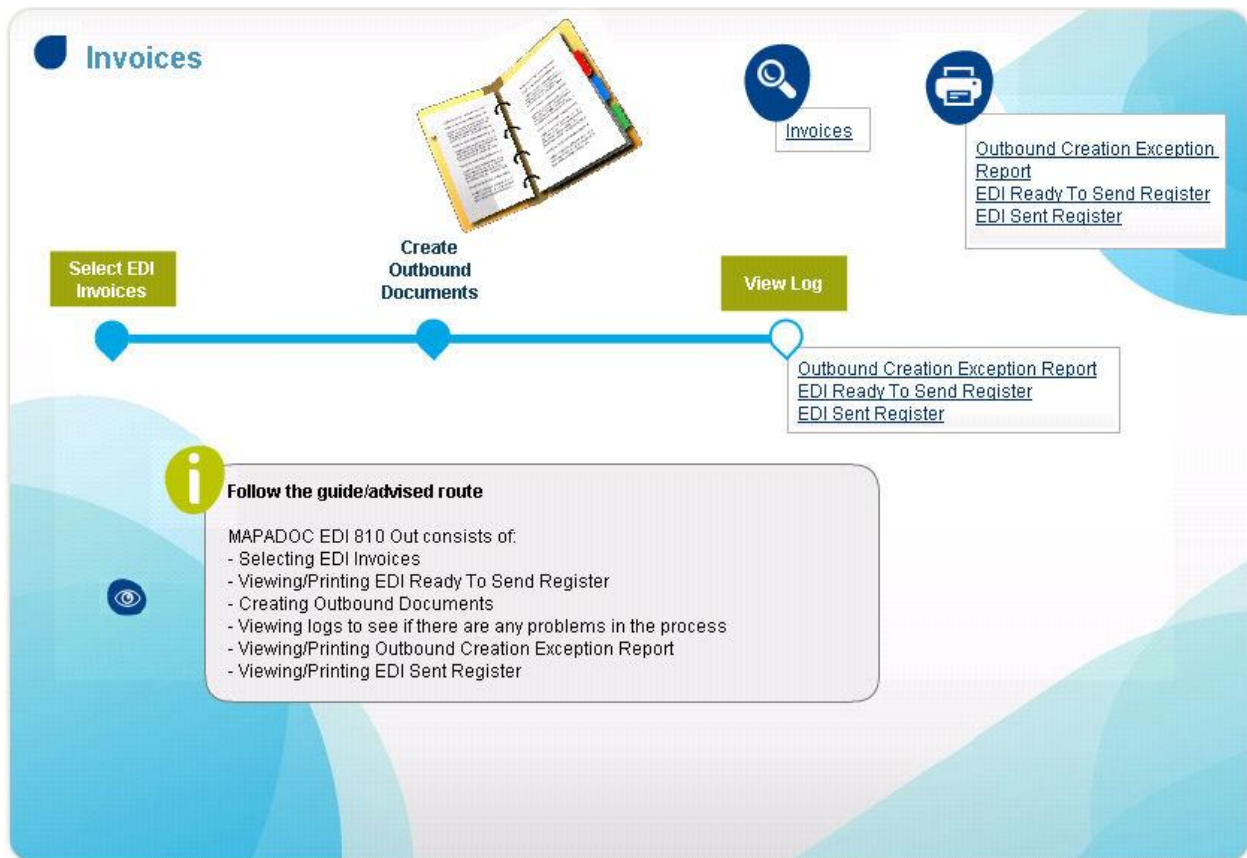 Invoices
Invoices
Outbound Creation Exception
Report
EDI Ready To Send Register
EDI Sent Register
Select EDI
Invoices
Create
Outbound
Documents
View Log
Outbound Creation Exception Report
EDI Ready To Send Register
EDI Sent Register
i
Follow the guide/advised route
MAPADOC EDI 810 Out consists of:
- Selecting EDI Invoices
- Viewing/Printing EDI Ready To Send Register
- Creating Outbound Documents
- Viewing logs to see if there are any problems in the process
- Viewing/Printing Outbound Creation Exception Report
- Viewing/Printing EDI Sent Register